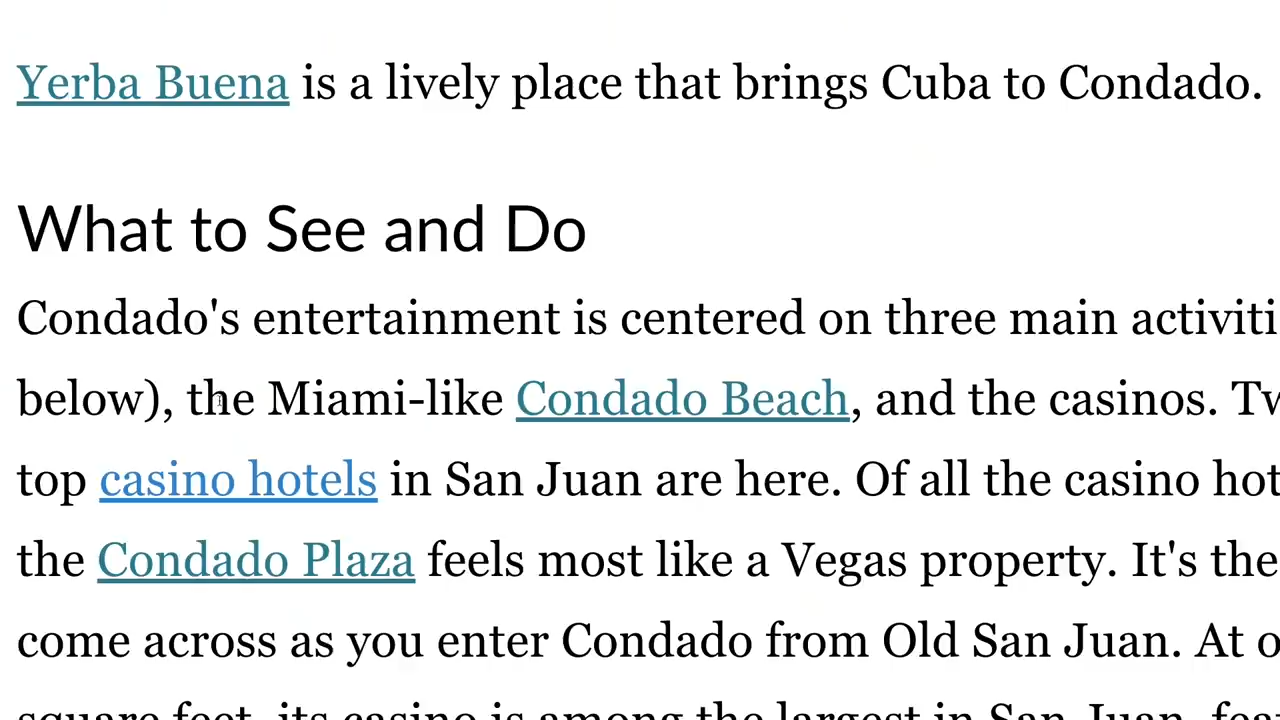 Yerba Buena is a lively place that brings Cuba to Condado.
What to See and Do
Condado's entertainment is centered on three main activiti
below), the Miami-like Condado Beach, and the casinos. Tw
top casino hotels in San Juan are here. Of all the casino hot
the Condado Plaza feels most like a Vegas property. It's the
come across as you enter Condado from Old San Juan. At o
square feet, its casino is among the largest in San Juan, fea